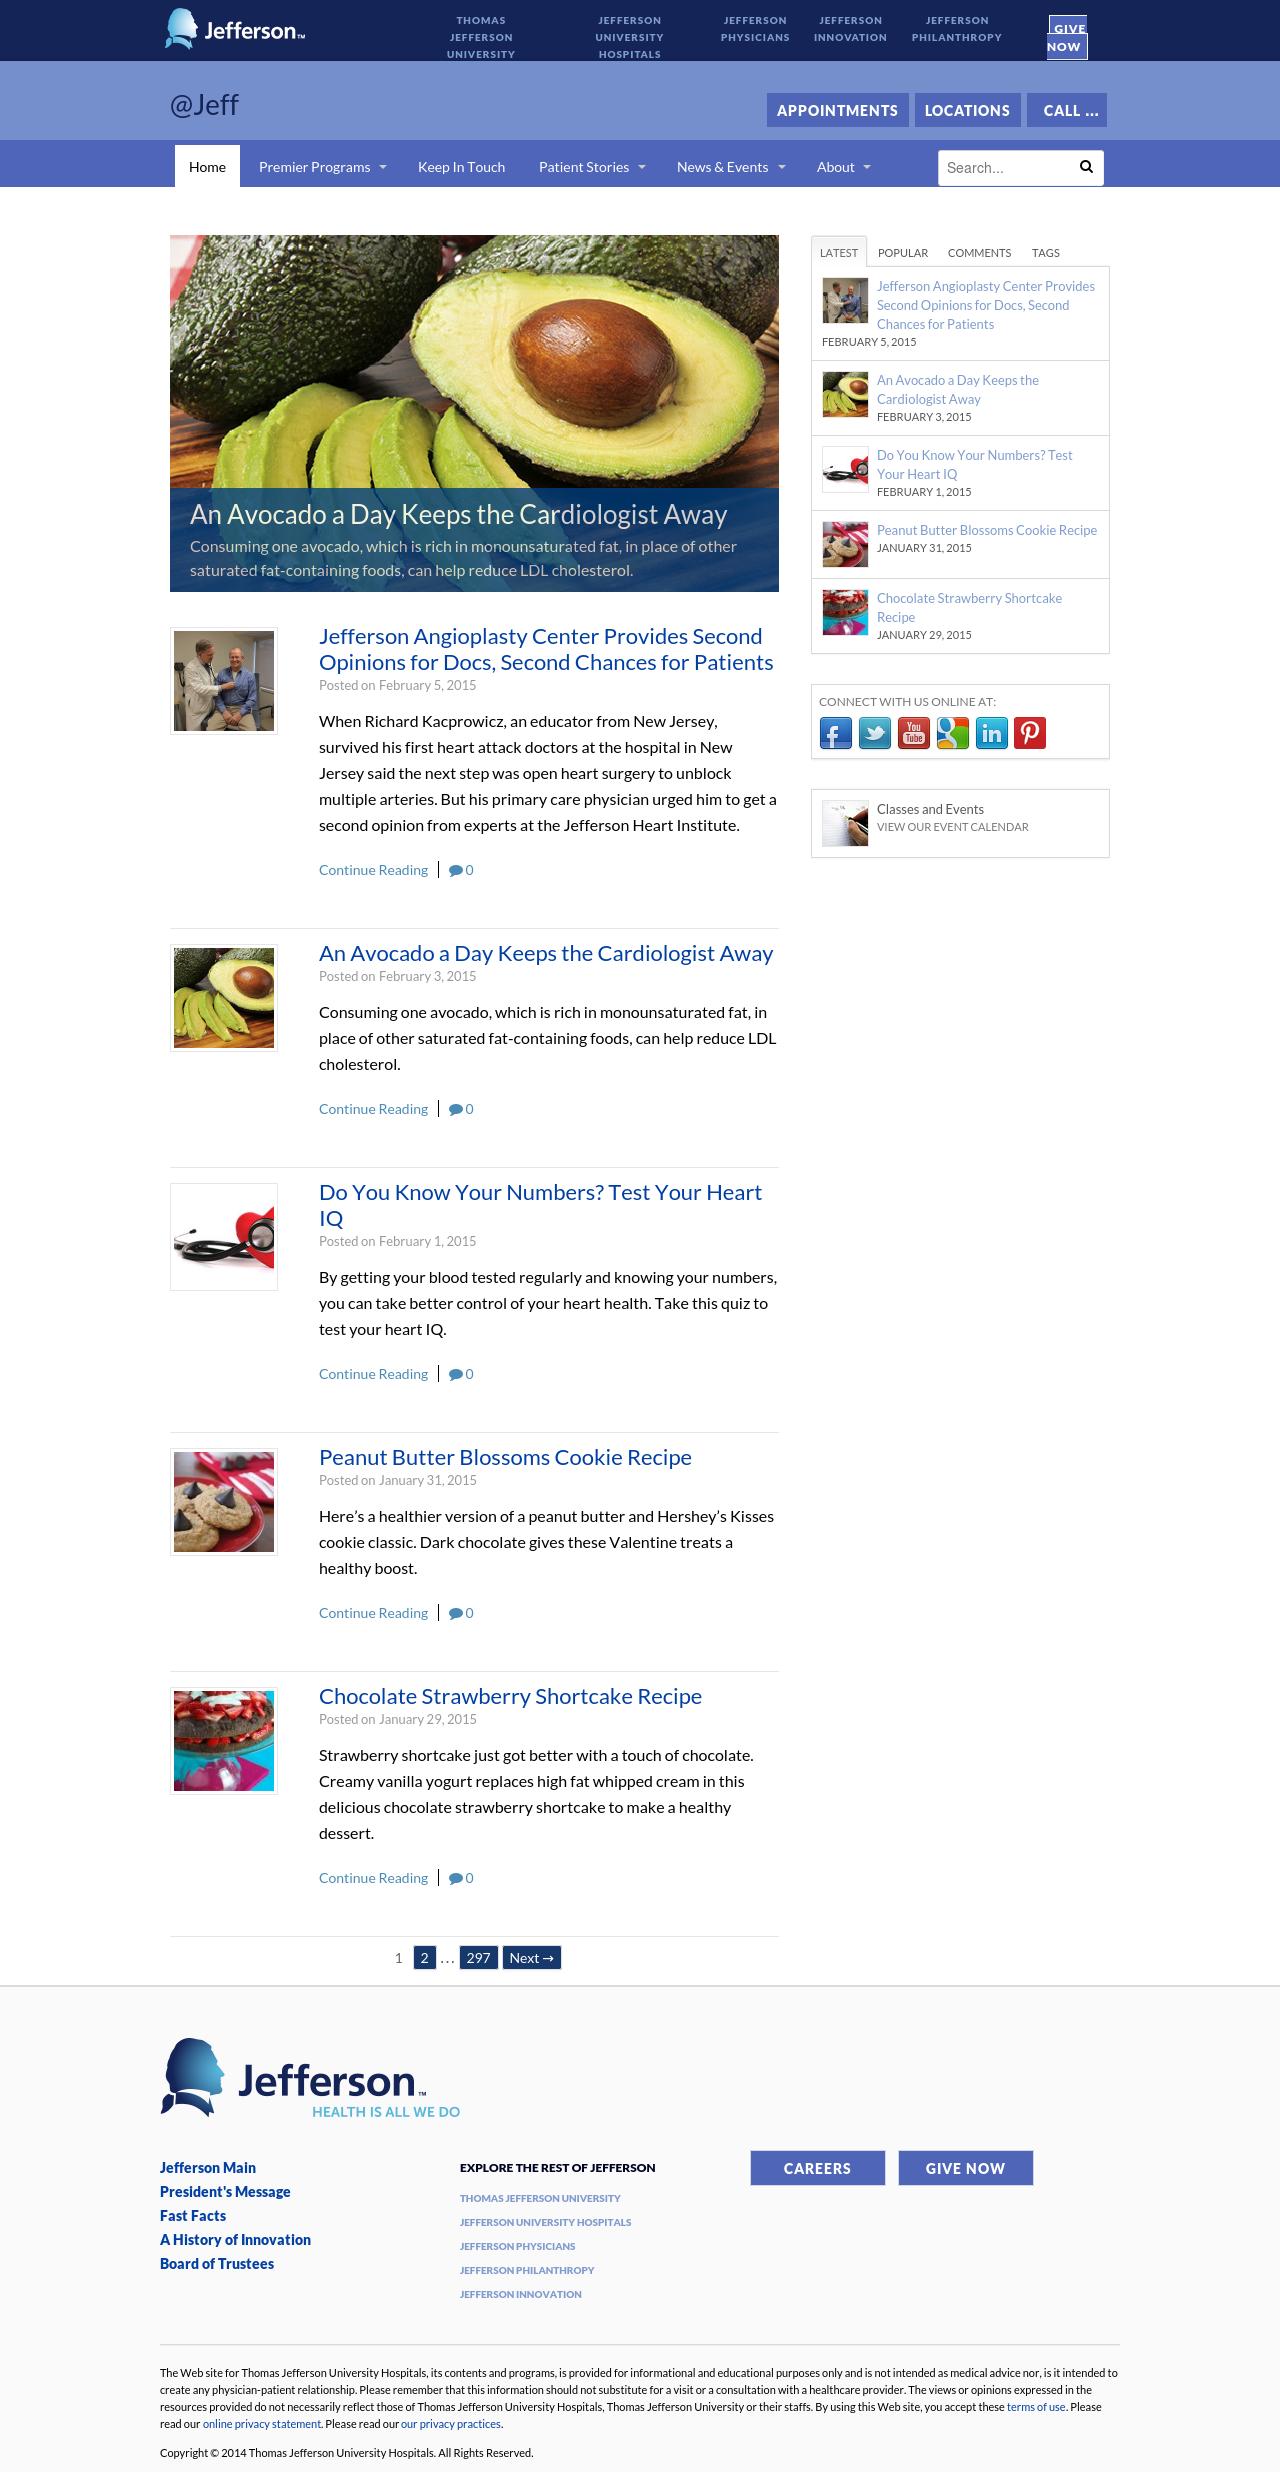 Jefferson™
THOMAS JEFFERSON UNIVERSITY
JEFFERSON UNIVERSITY HOSPITALS
JEFFERSON PHYSICIANS
JEFFERSON INNOVATION
JEFFERSON PHILANTHROPY
GIVE NOW
@Jeff
APPOINTMENTS
LOCATIONS
CALL ...
Home
Premier Programs
Keep In Touch
Patient Stories
News & Events
About
Search...
An Avocado a Day Keeps the Cardiologist Away
Consuming one avocado, which is rich in monounsaturated fat, in place of other
saturated fat-containing foods, can help reduce LDL cholesterol.
Jefferson Angioplasty Center Provides Second
Opinions for Docs, Second Chances for Patients
Posted on February 5, 2015
When Richard Kacprowicz, an educator from New Jersey,
survived his first heart attack doctors at the hospital in New
Jersey said the next step was open heart surgery to unblock
multiple arteries. But his primary care physician urged him to get a
second opinion from experts at the Jefferson Heart Institute.
Continue Reading 0
An Avocado a Day Keeps the Cardiologist Away
Posted on February 3, 2015
Consuming one avocado, which is rich in monounsaturated fat, in
place of other saturated fat-containing foods, can help reduce LDL
cholesterol.
Continue Reading 0
Do You Know Your Numbers? Test Your Heart
IQ
Posted on February 1, 2015
By getting your blood tested regularly and knowing your numbers,
you can take better control of your heart health. Take this quiz to
test your heart IQ.
Continue Reading 0
Peanut Butter Blossoms Cookie Recipe
Posted on January 31, 2015
Here’s a healthier version of a peanut butter and Hershey’s Kisses
cookie classic. Dark chocolate gives these Valentine treats a
healthy boost.
Continue Reading 0
Chocolate Strawberry Shortcake Recipe
Posted on January 29, 2015
Strawberry shortcake just got better with a touch of chocolate.
Creamy vanilla yogurt replaces high fat whipped cream in this
delicious chocolate strawberry shortcake to make a healthy
dessert.
Continue Reading 0
1 2 … 297 Next →
LATEST POPULAR COMMENTS TAGS
Jefferson Angioplasty Center Provides
Second Opinions for Docs, Second
Chances for Patients
FEBRUARY 5, 2015
An Avocado a Day Keeps the
Cardiologist Away
FEBRUARY 3, 2015
Do You Know Your Numbers? Test
Your Heart IQ
FEBRUARY 1, 2015
Peanut Butter Blossoms Cookie Recipe
JANUARY 31, 2015
Chocolate Strawberry Shortcake
Recipe
JANUARY 29, 2015
CONNECT WITH US ONLINE AT:
f You Tube g in P
Classes and Events
VIEW OUR EVENT CALENDAR
Jefferson™
HEALTH IS ALL WE DO
Jefferson Main
President's Message
Fast Facts
A History of Innovation
Board of Trustees
EXPLORE THE REST OF JEFFERSON
THOMAS JEFFERSON UNIVERSITY
JEFFERSON UNIVERSITY HOSPITALS
JEFFERSON PHYSICIANS
JEFFERSON PHILANTHROPY
JEFFERSON INNOVATION
CAREERS
GIVE NOW
The Web site for Thomas Jefferson University Hospitals, its contents and programs, is provided for informational and educational purposes only and is not intended as medical advice nor, is it intended to
create any physician-patient relationship. Please remember that this information should not substitute for a visit or a consultation with a healthcare provider. The views or opinions expressed in the
resources provided do not necessarily reflect those of Thomas Jefferson University Hospitals, Thomas Jefferson University or their staffs. By using this Web site, you accept these terms of use. Please
read our online privacy statement. Please read our our privacy practices.
Copyright © 2014 Thomas Jefferson University Hospitals. All Rights Reserved.